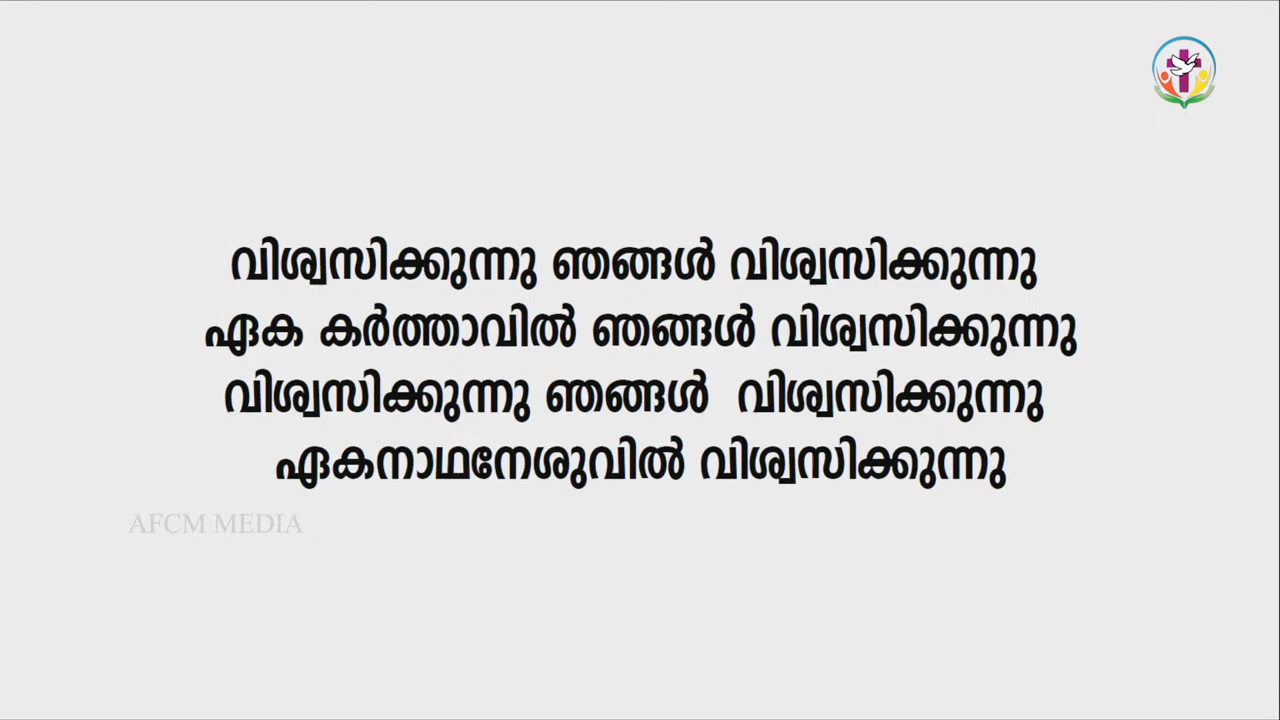 വിശ്വസിക്കുന്നു ഞങ്ങൾ വിശ്വസിക്കുന്നു
ഏക കർത്താവിൽ ഞങ്ങൾ വിശ്വസിക്കുന്നു
വിശ്വസിക്കുന്നു ഞങ്ങൾ വിശ്വസിക്കുന്നു
ഏകനാഥനേശുവിൽ വിശ്വസിക്കുന്നു
AFCM MEDIA